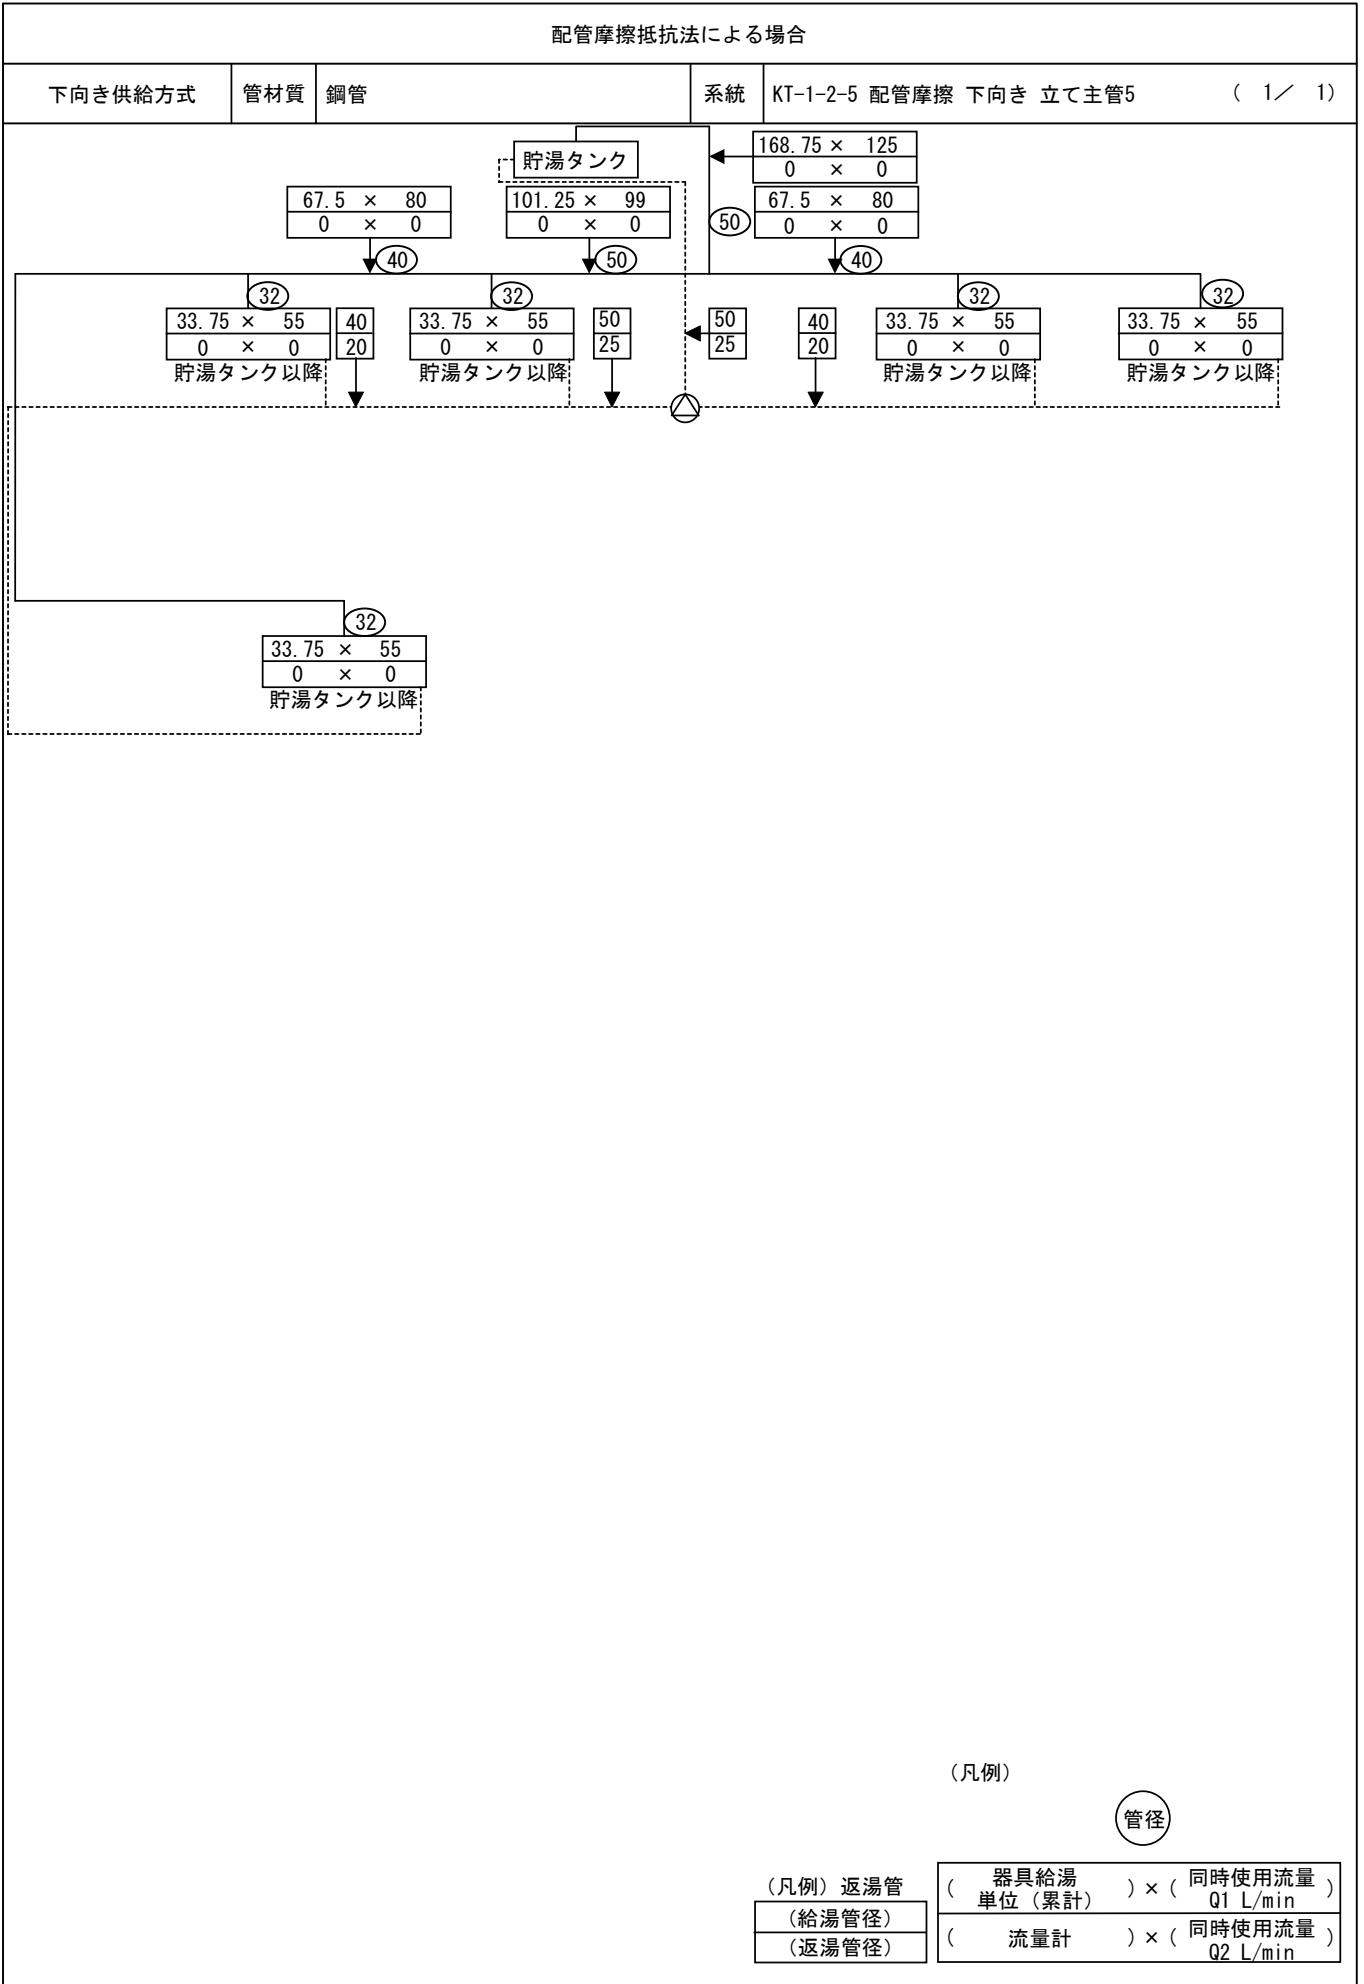 配管摩擦抵抗法による場合
下向き供給方式 管材質 鋼管 系統 KT-1-2-5 配管摩擦 下向き 立て主管5 ( 1／ 1)
貯湯タンク
168.75 × 125
0 × 0
67.5 × 80
0 × 0
101.25 × 99
0 × 0
50
67.5 × 80
0 × 0
40
50
40
32
32
32
32
33.75 × 55
0 × 0
貯湯タンク以降
40
20
33.75 × 55
0 × 0
貯湯タンク以降
50
25
50
25
40
20
33.75 × 55
0 × 0
貯湯タンク以降
33.75 × 55
0 × 0
貯湯タンク以降
32
33.75 × 55
0 × 0
貯湯タンク以降
（凡例）
管径
（凡例）返湯管
（給湯管径）
（返湯管径）
( 器具給湯
単位（累計） ) × ( 同時使用流量
Q1 L/min )
( 流量計 ) × ( 同時使用流量
Q2 L/min )